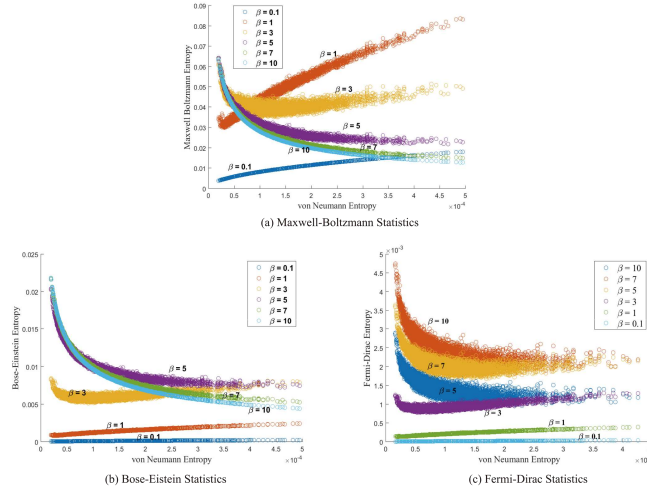 0.09
0.08
0.07
0.06
0.05
0.04
0.03
0.02
0.01
0
Maxwell Boltzmann Entropy
β = 0.1
β = 1
β = 3
β = 5
β = 7
β = 10
β = 1
β = 3
β = 5
β = 7
β = 10
β = 0.1
0 0.5 1 1.5 2 2.5 3 3.5 4 4.5 5
von Neumann Entropy ×10⁻⁴
(a) Maxwell-Boltzmann Statistics
0.025
0.02
0.015
0.01
0.005
0
Bose-Einstein Entropy
β = 0.1
β = 1
β = 3
β = 5
β = 7
β = 10
β = 5
β = 3
β = 7
β = 10
β = 1
β = 0.1
0 0.5 1 1.5 2 2.5 3 3.5 4 4.5 5
von Neumann Entropy ×10⁻⁴
(b) Bose-Eistein Statistics
×10⁻³
5
4.5
4
3.5
3
2.5
2
1.5
1
0.5
0
Fermi-Dirac Entropy
β = 10
β = 7
β = 5
β = 3
β = 1
β = 0.1
β = 10
β = 7
β = 5
β = 3
β = 1
β = 0.1
0 0.5 1 1.5 2 2.5 3 3.5 4
von Neumann Entropy
(c) Fermi-Dirac Statistics